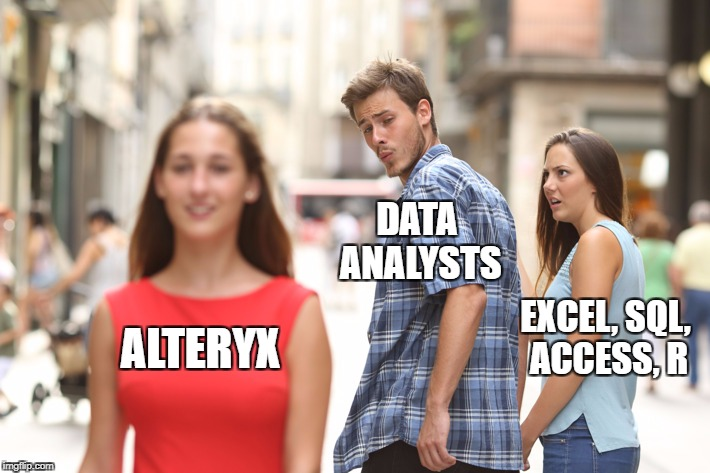 DATA
ANALYSTS
EXCEL, SQL,
ACCESS, R
ALTERYX
imgflip.com